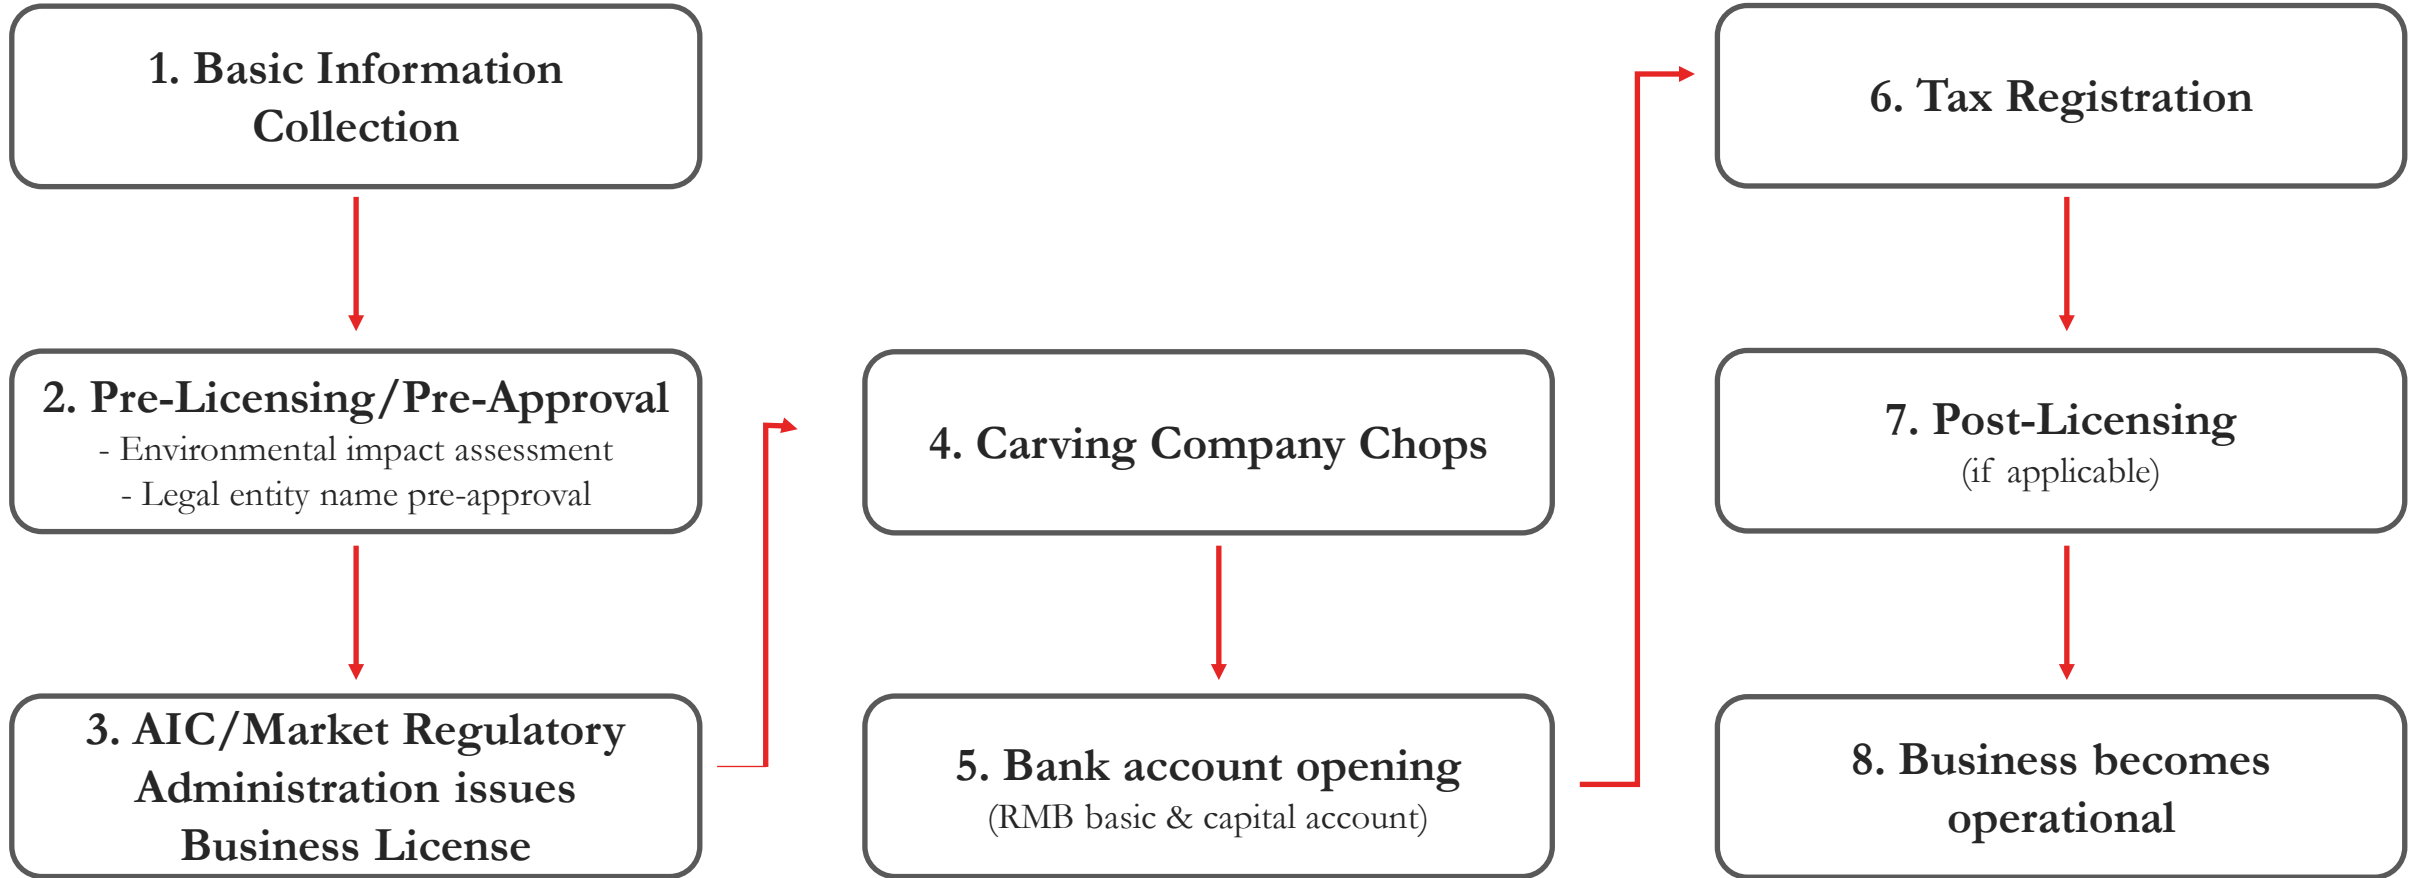 1. Basic Information
Collection
2. Pre-Licensing/Pre-Approval
- Environmental impact assessment
- Legal entity name pre-approval
3. AIC/Market Regulatory
Administration issues
Business License
4. Carving Company Chops
5. Bank account opening
(RMB basic & capital account)
6. Tax Registration
7. Post-Licensing
(if applicable)
8. Business becomes
operational